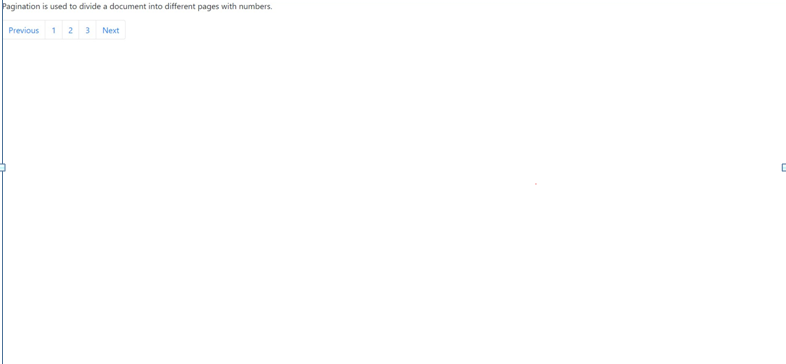 Pagination is used to divide a document into different pages with numbers.
Previous 1 2 3 Next